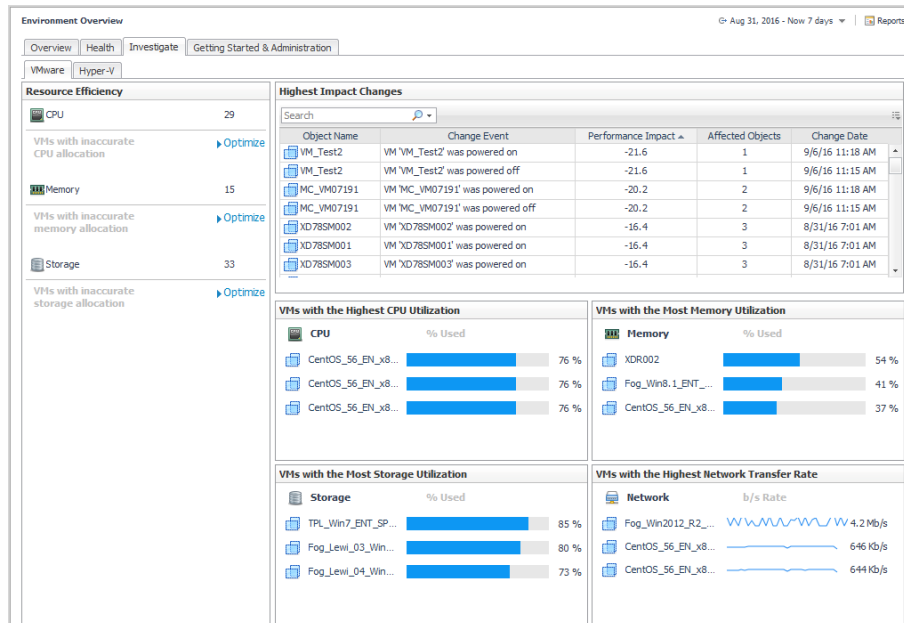 Environment Overview
Aug 31, 2016 - Now 7 days
Reports
Overview Health Investigate Getting Started & Administration
VMware Hyper-V
Resource Efficiency
CPU 29
VMs with inaccurate
CPU allocation
Optimize
Memory 15
VMs with inaccurate
memory allocation
Optimize
Storage 33
VMs with inaccurate
storage allocation
Optimize
Highest Impact Changes
Search
Object Name Change Event Performance Impact Affected Objects Change Date
VM_Test2 VM 'VM_Test2' was powered on -21.6 1 9/6/16 11:18 AM
VM_Test2 VM 'VM_Test2' was powered off -21.6 1 9/6/16 11:15 AM
MC_VM07191 VM 'MC_VM07191' was powered on -20.2 2 9/6/16 11:18 AM
MC_VM07191 VM 'MC_VM07191' was powered off -20.2 2 9/6/16 11:15 AM
XD78SM002 VM 'XD78SM002' was powered on -16.4 3 8/31/16 7:01 AM
XD78SM001 VM 'XD78SM001' was powered on -16.4 3 8/31/16 7:01 AM
XD78SM003 VM 'XD78SM003' was powered on -16.4 3 8/31/16 7:01 AM
VMs with the Highest CPU Utilization
CPU % Used
CentOS_56_EN_x8... 76 %
CentOS_56_EN_x8... 76 %
CentOS_56_EN_x8... 76 %
VMs with the Most Memory Utilization
Memory % Used
XDR002 54 %
Fog_Win8.1_ENT_... 41 %
CentOS_56_EN_x8... 37 %
VMs with the Most Storage Utilization
Storage % Used
TPL_Win7_ENT_SP... 85 %
Fog_Lewi_03_Win... 80 %
Fog_Lewi_04_Win... 73 %
VMs with the Highest Network Transfer Rate
Network b/s Rate
Fog_Win2012_R2_... 4.2 Mb/s
CentOS_56_EN_x8... 646 Kb/s
CentOS_56_EN_x8... 644 Kb/s